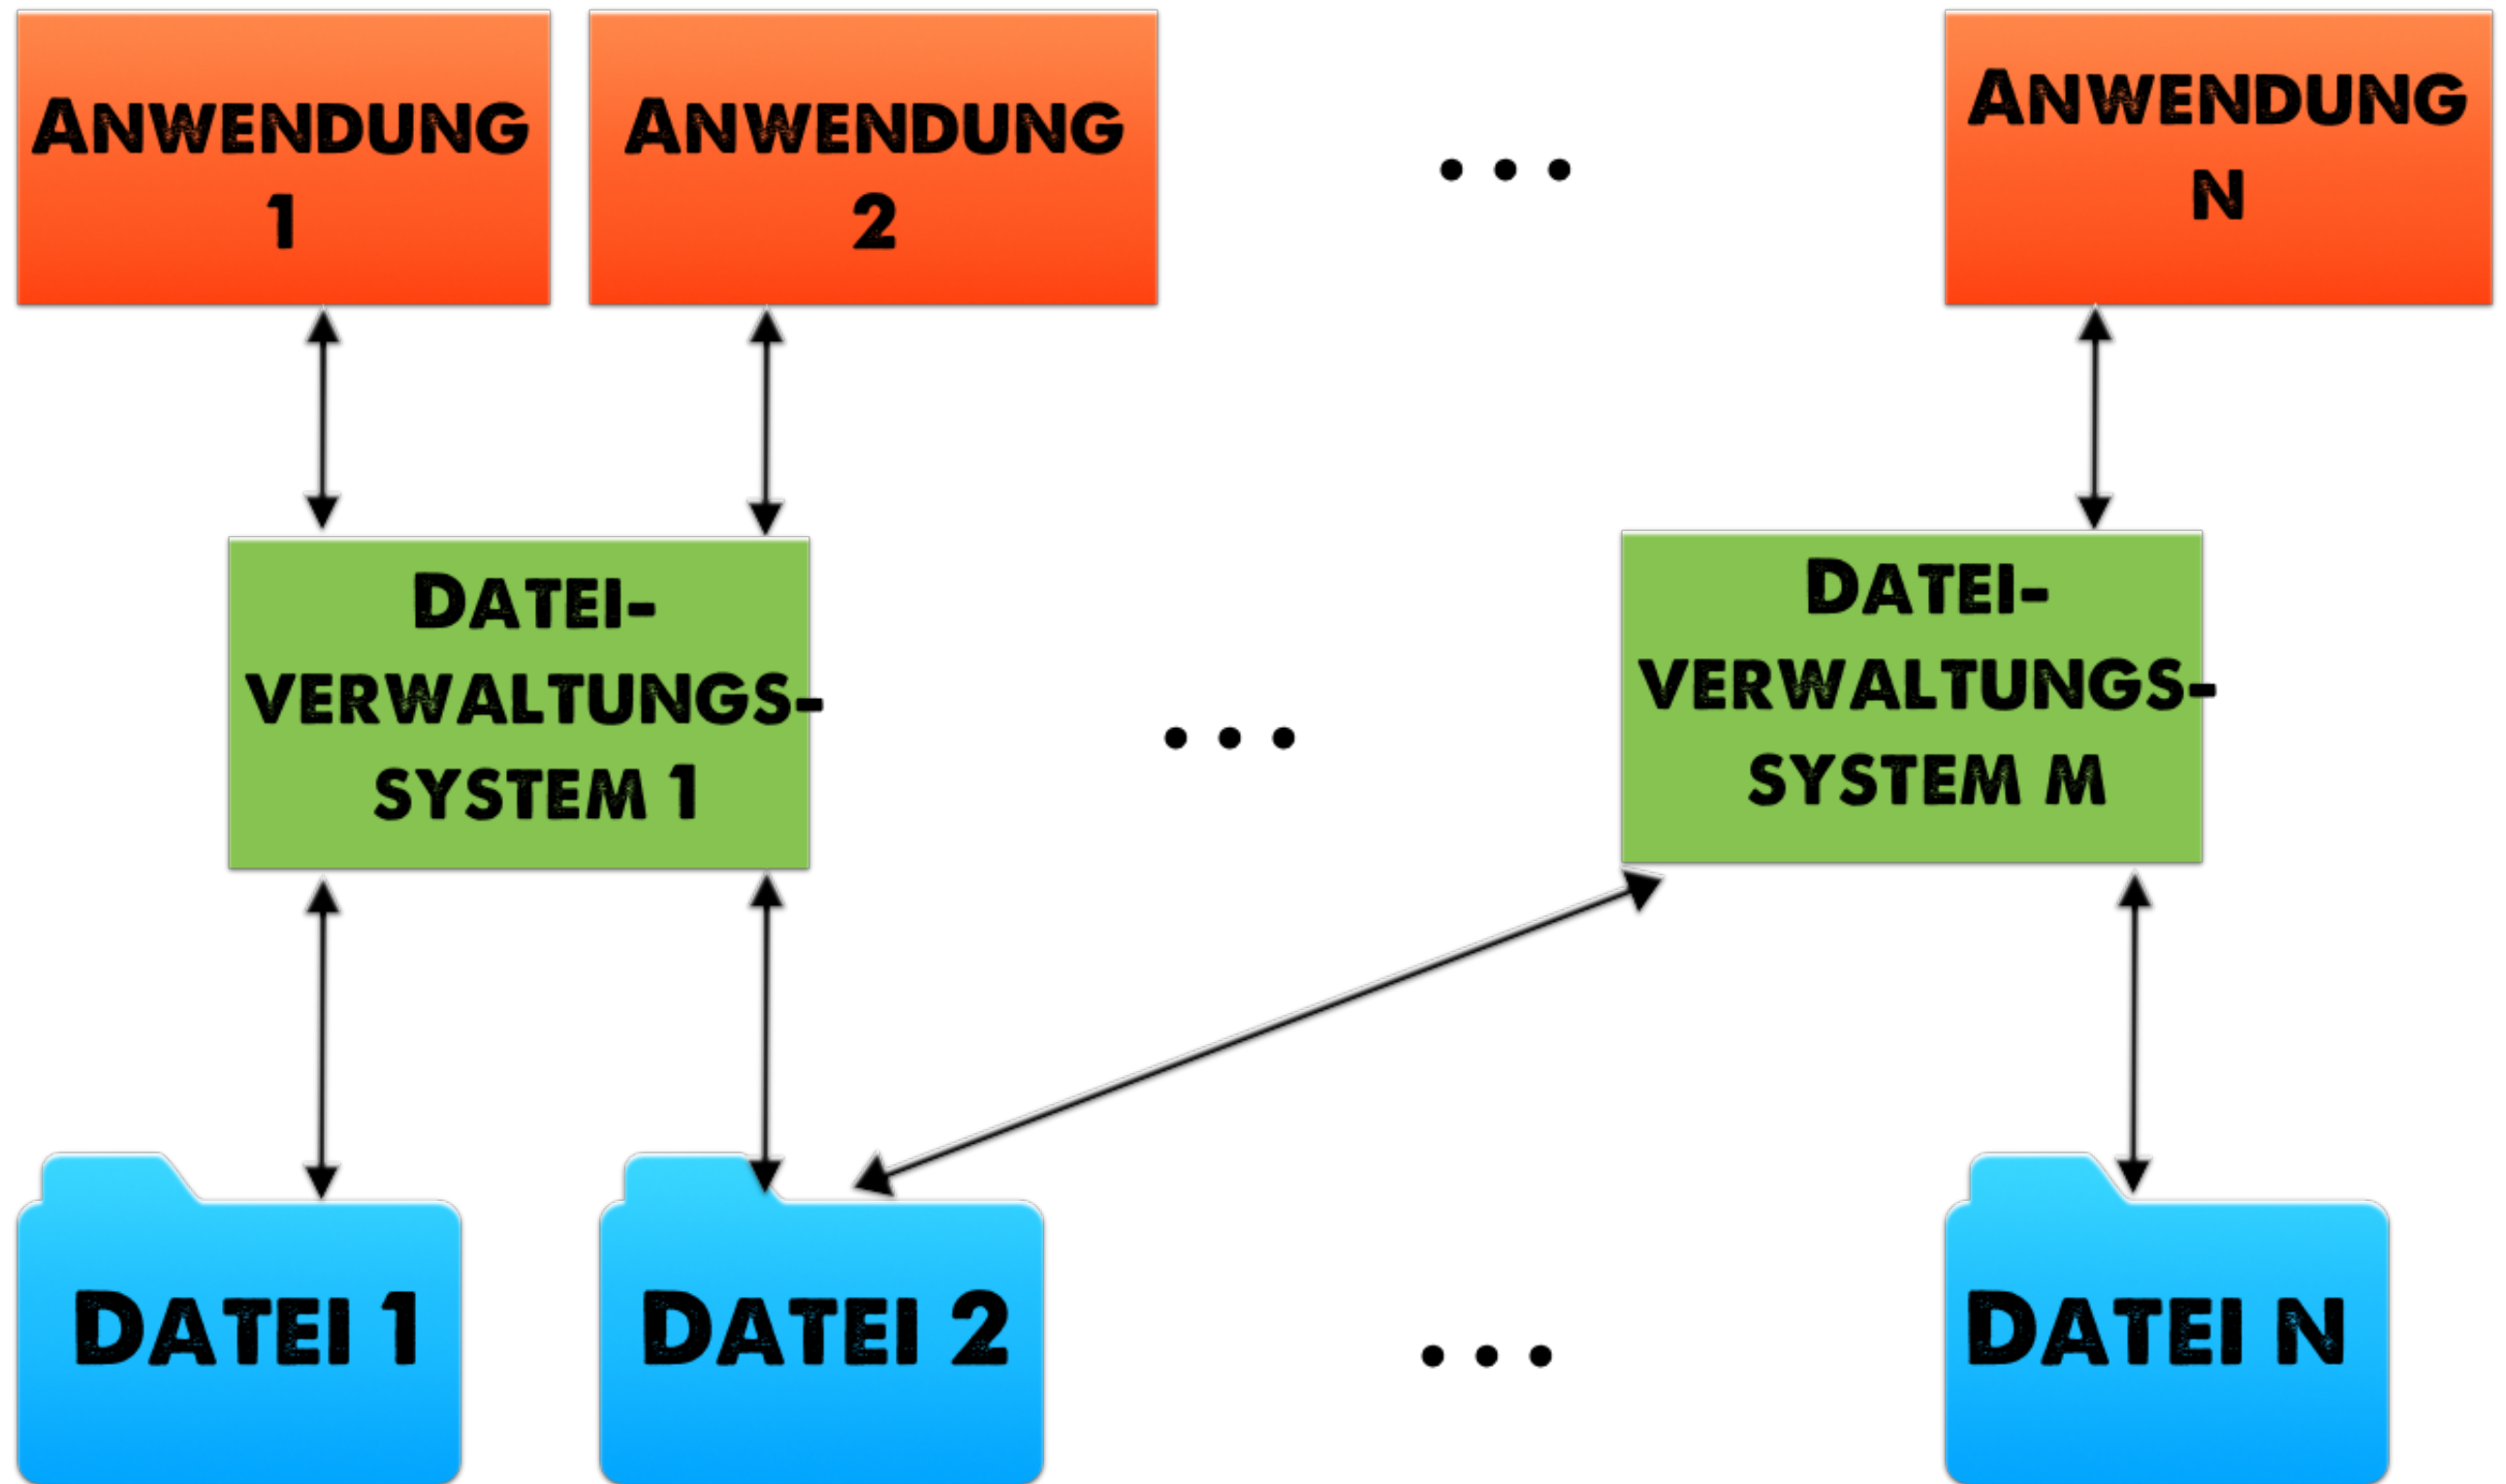 Anwendung
1
Anwendung
2
...
Anwendung
N
Datei-
verwaltungs-
system 1
...
Datei-
verwaltungs-
system M
Datei 1
Datei 2
...
Datei N